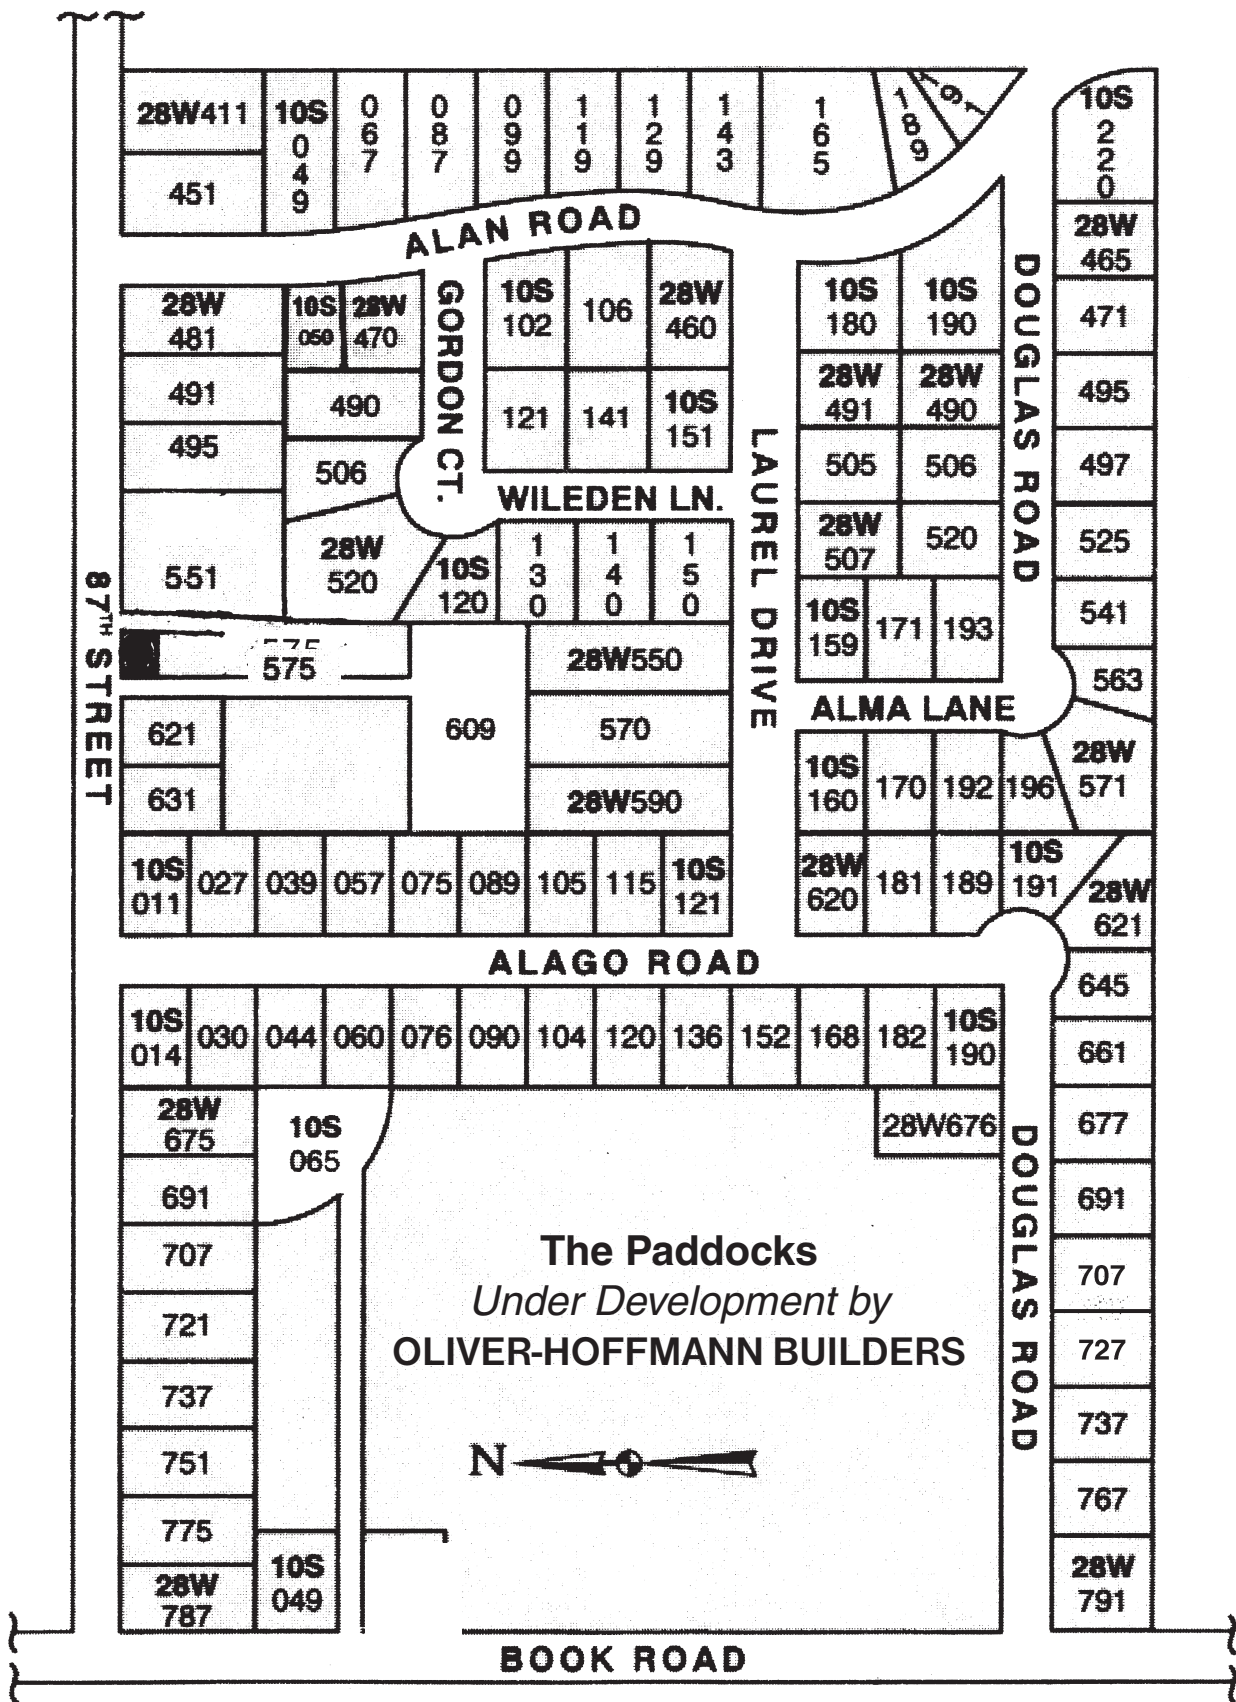 28W411
451
10S
049
067
087
099
119
129
143
165
189
191
10S
220
ALAN ROAD
28W
465
471
495
497
525
541
563
28W
571
28W
481
491
495
551
10S
050
28W
470
490
506
28W
520
GORDON CT.
10S
102
106
28W
460
121
141
10S
151
WILEDEN LN.
10S
120
130
140
150
LAUREL DRIVE
10S
180
10S
190
28W
491
28W
490
505
506
28W
507
520
10S
159
171
193
DOUGLAS ROAD
87TH STREET
575
575
28W550
609
570
28W590
621
631
ALMA LANE
10S
160
170
192
196
10S
011
027
039
057
075
089
105
115
10S
121
28W
620
181
189
10S
191
28W
621
ALAGO ROAD
645
661
677
691
707
727
737
767
28W
791
10S
014
030
044
060
076
090
104
120
136
152
168
182
10S
190
28W
675
691
707
721
737
751
775
28W
787
10S
065
28W676
The Paddocks
Under Development by
OLIVER-HOFFMANN BUILDERS
N
DOUGLAS ROAD
10S
049
BOOK ROAD